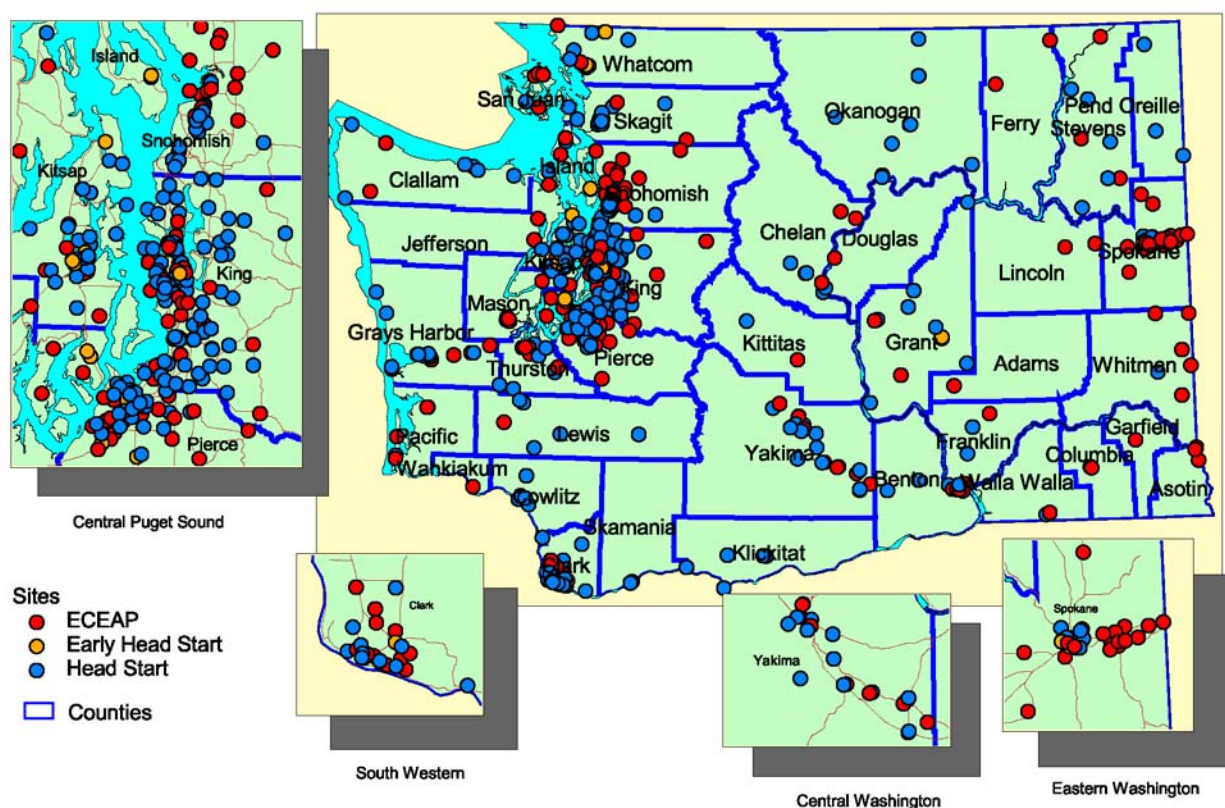 Island
Snohomish
Kitsap
King
Pierce
Central Puget Sound
Whatcom
San Juan
Skagit
Okanogan
Ferry
Pend Oreille
Stevens
Island
Snohomish
Clallam
Chelan
Douglas
Jefferson
Lincoln
Spokane
King
Mason
Grays Harbor
Kittitas
Grant
Thurston
Pierce
Adams
Whitman
Pacific
Lewis
Yakima
Franklin
Garfield
Columbia
Wahkiakum
Benton
Walla Walla
Asotin
Cowlitz
Skamania
Klickitat
Sites
ECEAP
Early Head Start
Head Start
Counties
Clark
South Western
Yakima
Central Washington
Spokane
Eastern Washington